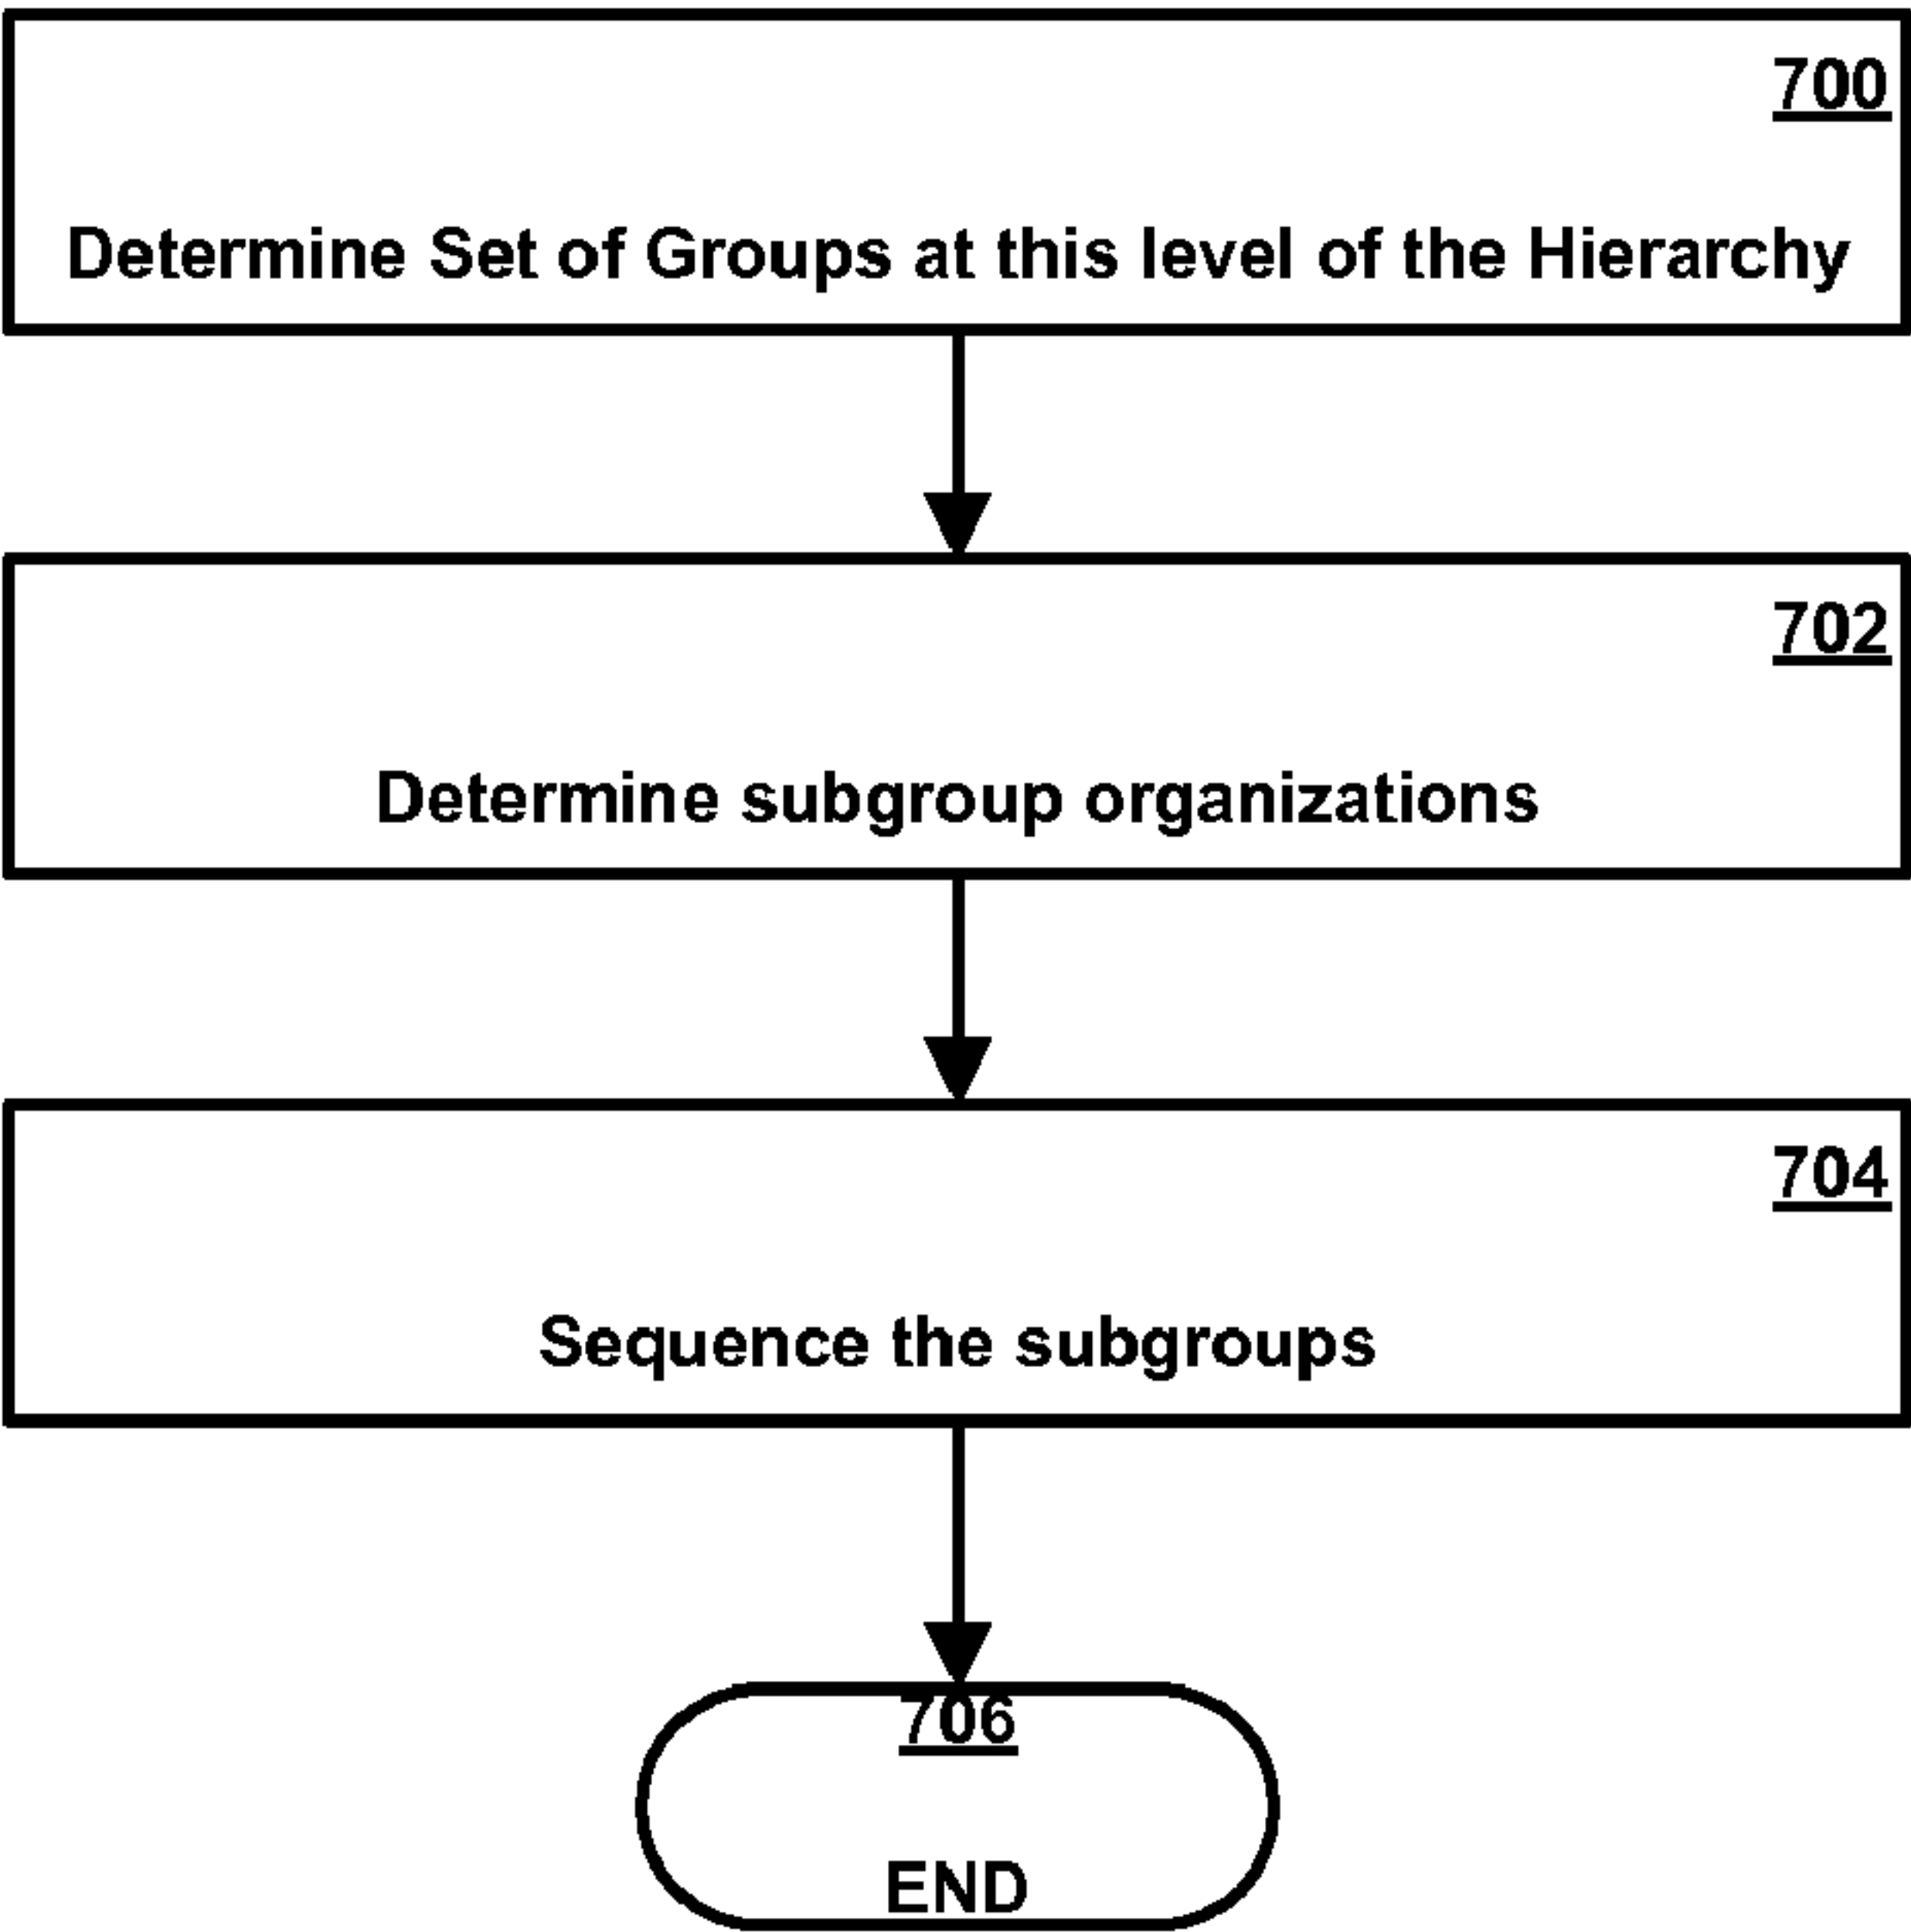 700
Determine Set of Groups at this level of the Hierarchy
702
Determine subgroup organizations
704
Sequence the subgroups
706
END